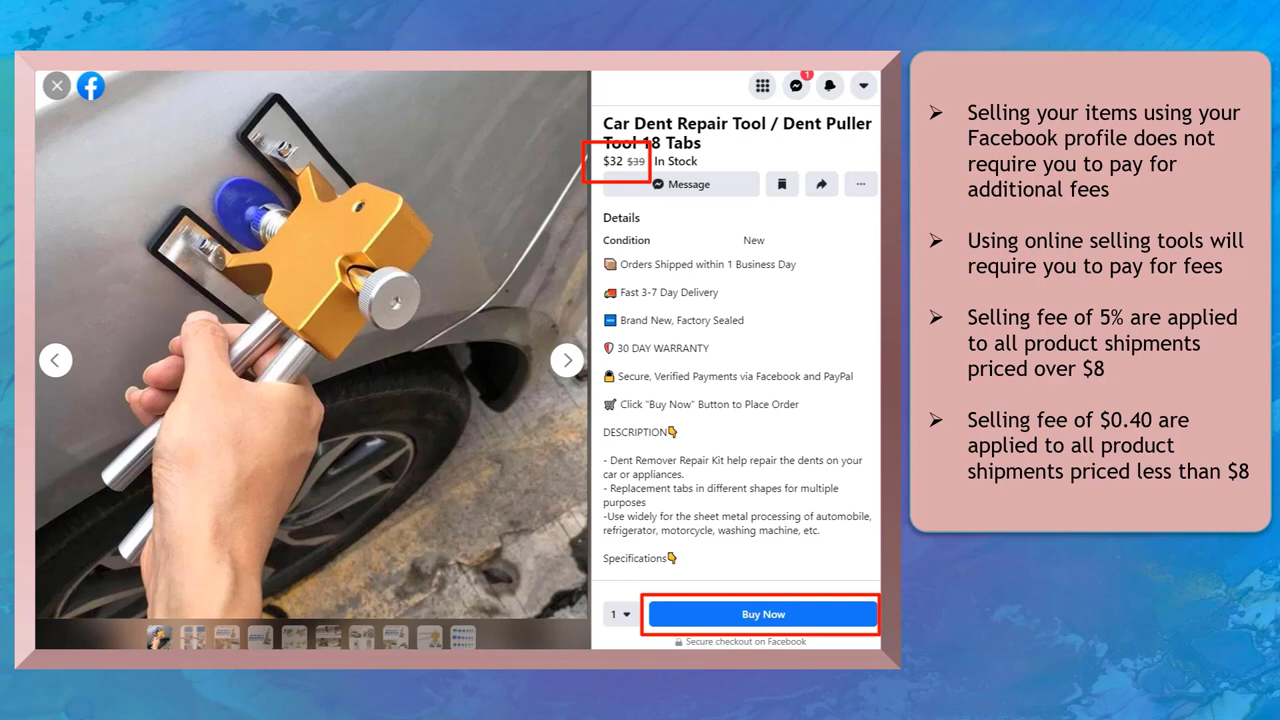 1
Car Dent Repair Tool / Dent Puller
Tool 18 Tabs
$32 $39 In Stock
Message
Details
Condition New
Orders Shipped within 1 Business Day
Fast 3-7 Day Delivery
Brand New, Factory Sealed
30 DAY WARRANTY
Secure, Verified Payments via Facebook and PayPal
Click "Buy Now" Button to Place Order
DESCRIPTION
- Dent Remover Repair Kit help repair the dents on your
car or appliances.
- Replacement tabs in different shapes for multiple
purposes
-Use widely for the sheet metal processing of automobile,
refrigerator, motorcycle, washing machine, etc.
Specifications
1
Buy Now
Secure checkout on Facebook
Selling your items using your
Facebook profile does not
require you to pay for
additional fees
Using online selling tools will
require you to pay for fees
Selling fee of 5% are applied
to all product shipments
priced over $8
Selling fee of $0.40 are
applied to all product
shipments priced less than $8